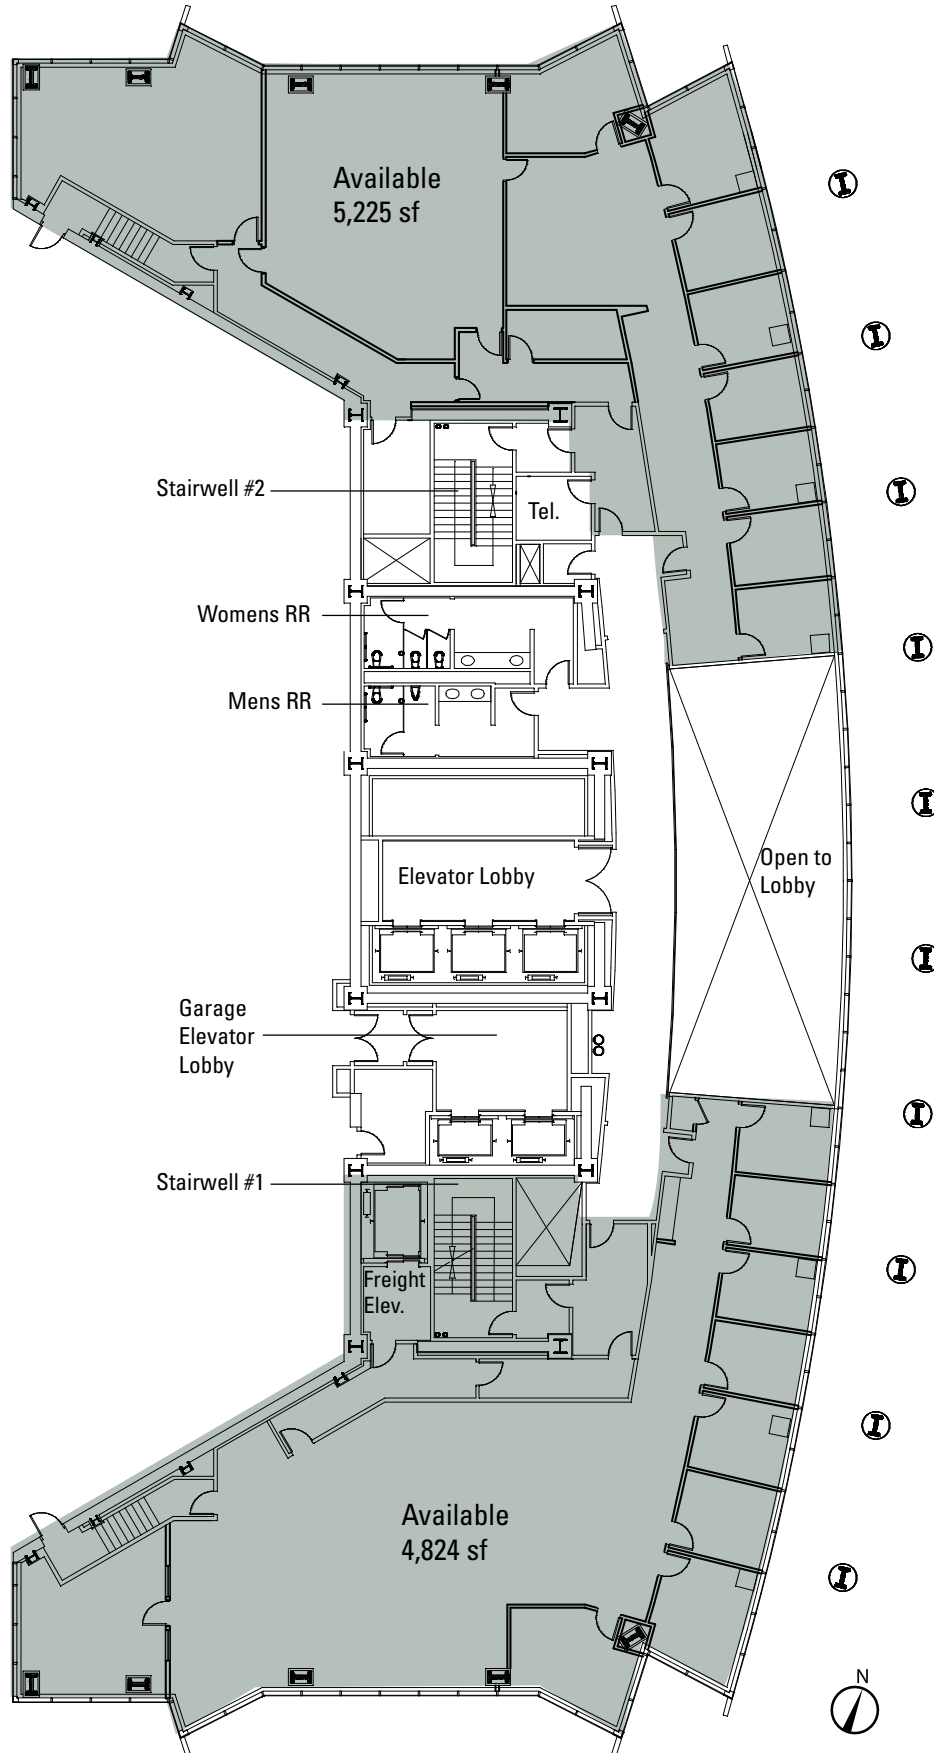 Available
5,225 sf
Stairwell #2
Tel.
Womens RR
Mens RR
Elevator Lobby
Open to
Lobby
Garage
Elevator
Lobby
Stairwell #1
Freight
Elev.
Available
4,824 sf
N